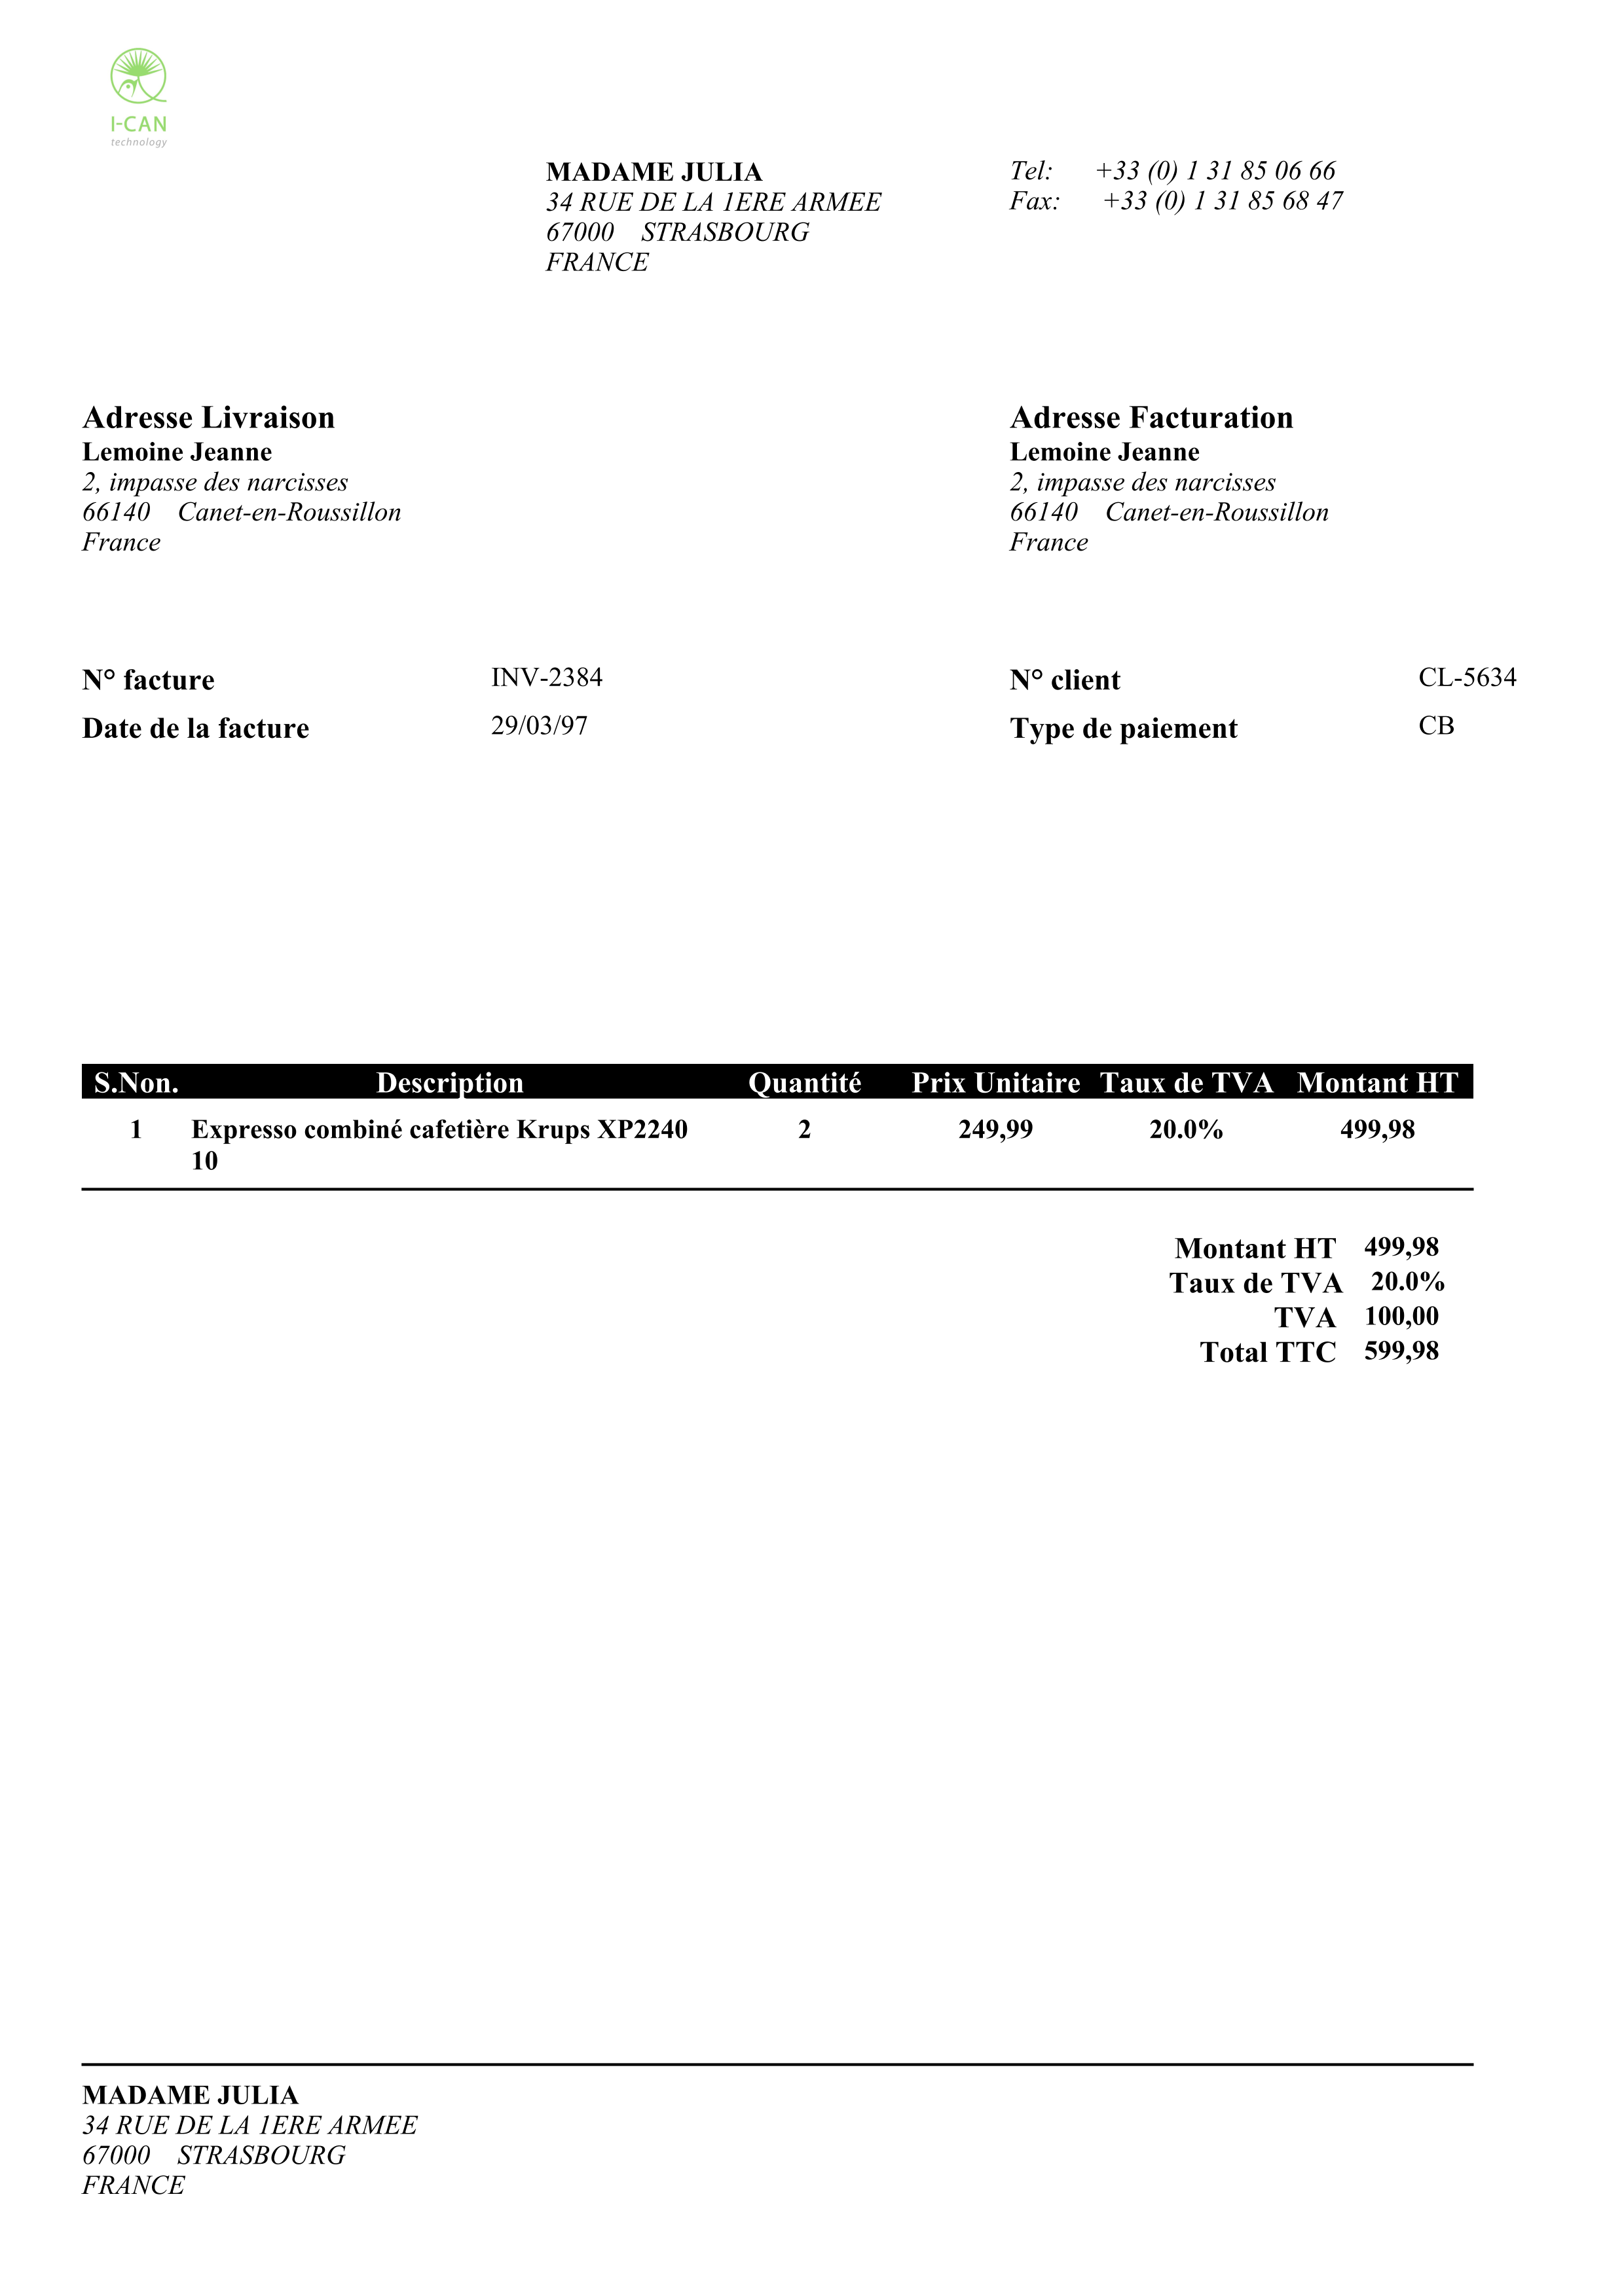 I-CAN
technology
MADAME JULIA
34 RUE DE LA 1ERE ARMEE
67000 STRASBOURG
FRANCE
Tel: +33 (0) 1 31 85 06 66
Fax: +33 (0) 1 31 85 68 47
Adresse Livraison
Lemoine Jeanne
2, impasse des narcisses
66140 Canet-en-Roussillon
France
Adresse Facturation
Lemoine Jeanne
2, impasse des narcisses
66140 Canet-en-Roussillon
France
N° facture INV-2384
Date de la facture 29/03/97
N° client CL-5634
Type de paiement CB
S.Non. Description Quantité Prix Unitaire Taux de TVA Montant HT
1 Expresso combiné cafetière Krups XP2240 2 249,99 20.0% 499,98
10
Montant HT 499,98
Taux de TVA 20.0%
TVA 100,00
Total TTC 599,98
MADAME JULIA
34 RUE DE LA 1ERE ARMEE
67000 STRASBOURG
FRANCE